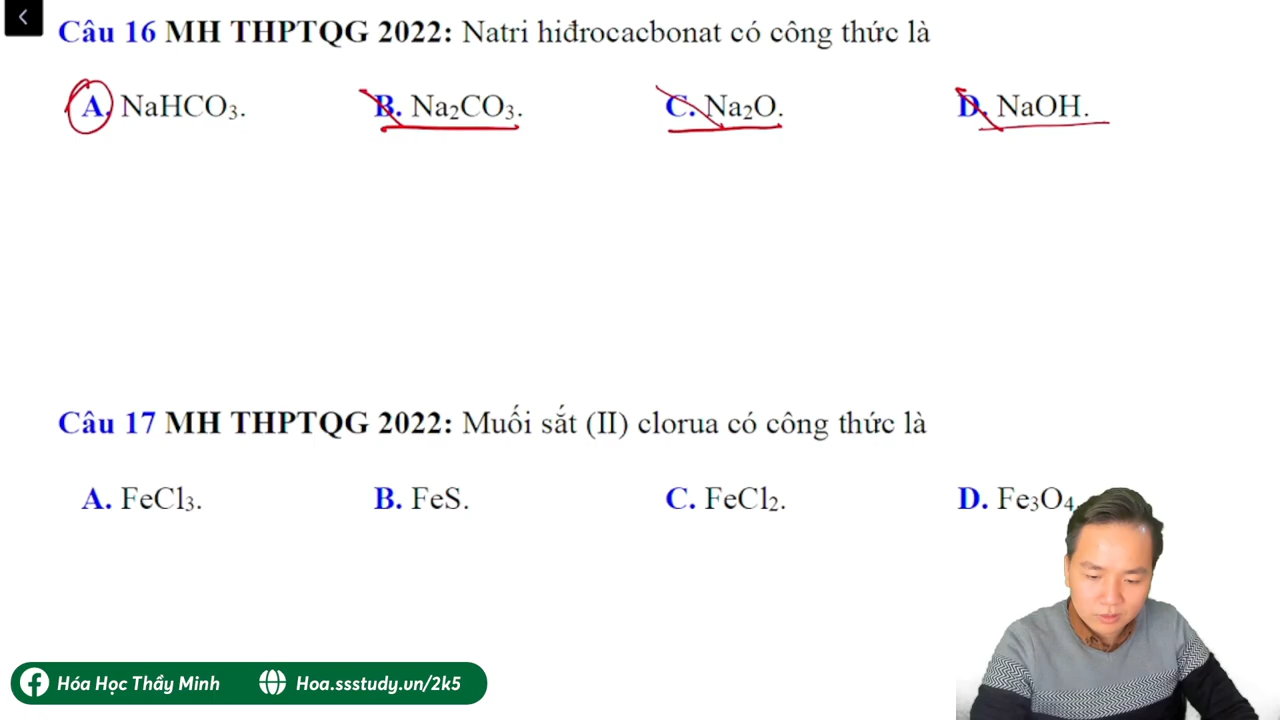 Câu 16 MH THPTQG 2022: Natri hiđrocacbonat có công thức là
A. NaHCO₃. B. Na₂CO₃. C. Na₂O. D. NaOH.
Câu 17 MH THPTQG 2022: Muối sắt (II) clorua có công thức là
A. FeCl₃. B. FeS. C. FeCl₂. D. Fe₃O₄.
Hóa Học Thầy Minh Hoa.ssstudy.vn/2k5